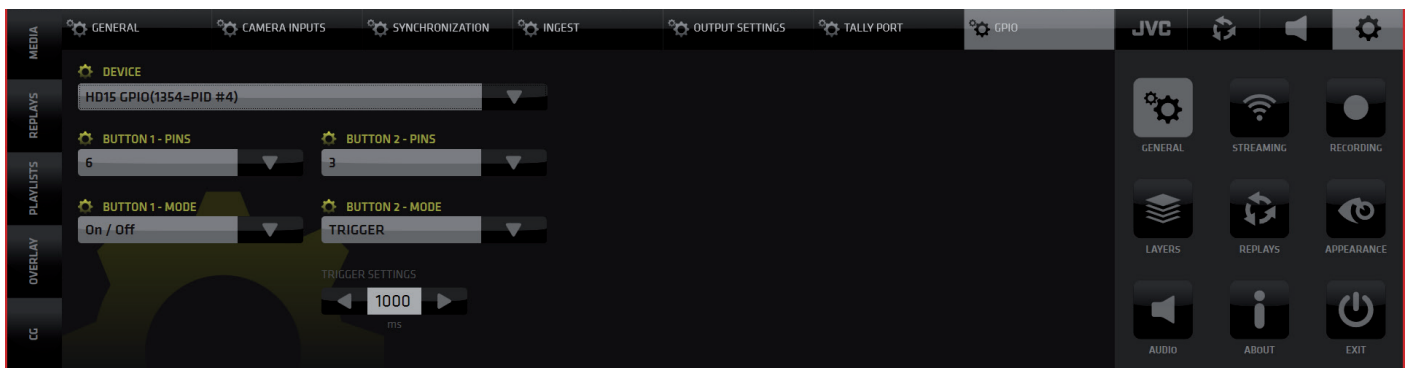 MEDIA
REPLAYS
PLAYLISTS
OVERLAY
CG
GENERAL
CAMERA INPUTS
SYNCHRONIZATION
INGEST
OUTPUT SETTINGS
TALLY PORT
GPIO
JVC
DEVICE
HD15 GPIO(1354=PID #4)
BUTTON 1 - PINS
BUTTON 2 - PINS
6
3
BUTTON 1 - MODE
BUTTON 2 - MODE
On / Off
TRIGGER
TRIGGER SETTINGS
1000
ms
GENERAL
STREAMING
RECORDING
LAYERS
REPLAYS
APPEARANCE
AUDIO
ABOUT
EXIT